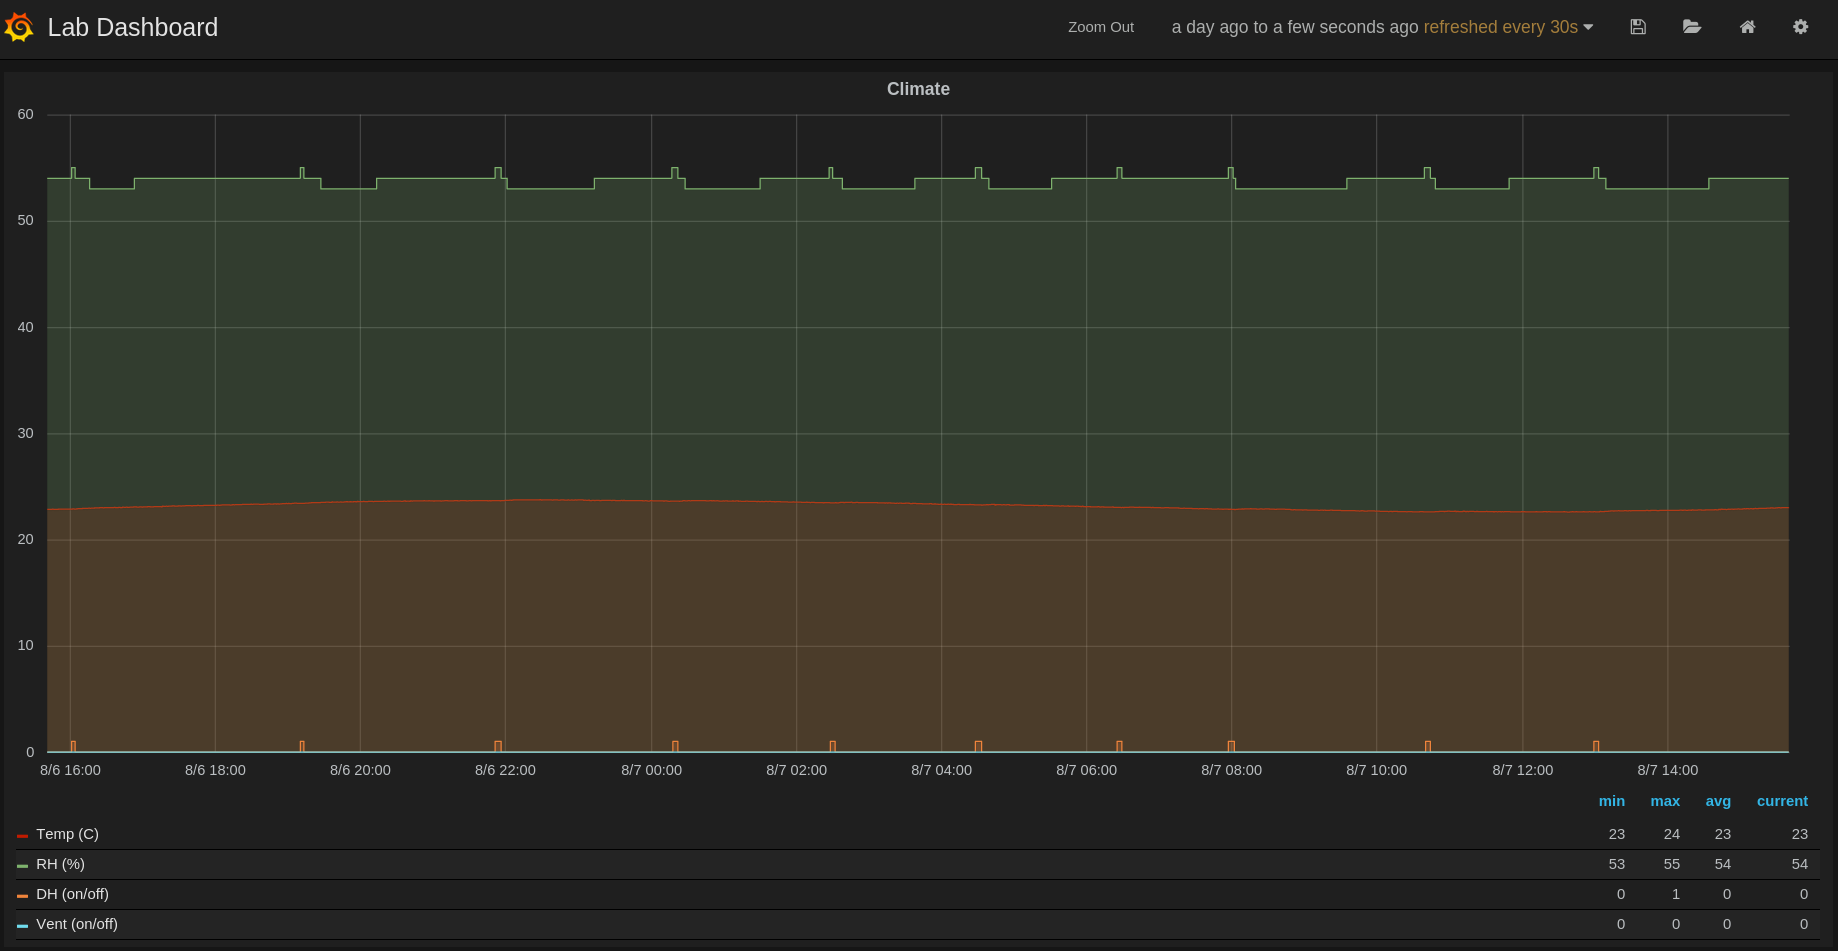 Lab Dashboard
Zoom Out
a day ago to a few seconds ago refreshed every 30s
Climate
60
50
40
30
20
10
0
8/6 16:00 8/6 18:00 8/6 20:00 8/6 22:00 8/7 00:00 8/7 02:00 8/7 04:00 8/7 06:00 8/7 08:00 8/7 10:00 8/7 12:00 8/7 14:00
min max avg current
Temp (C) 23 24 23 23
RH (%) 53 55 54 54
DH (on/off) 0 1 0 0
Vent (on/off) 0 0 0 0